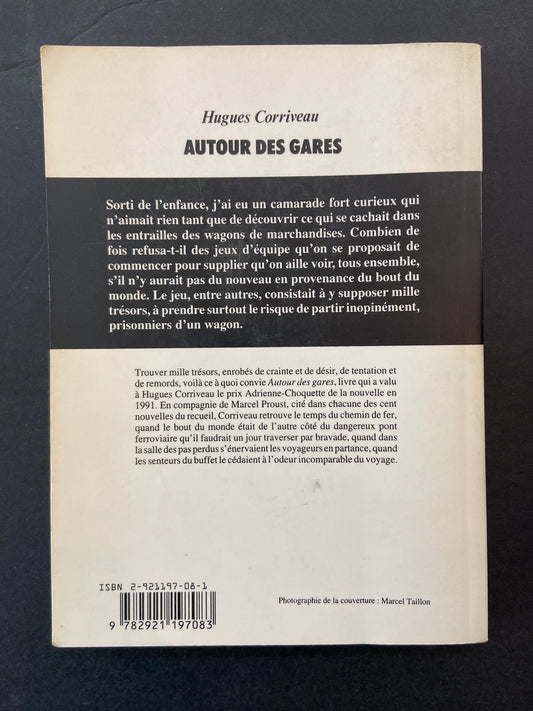 Hugues Corriveau
AUTOUR DES GARES
Sorti de l'enfance, j'ai eu un camarade fort curieux qui
n'aimait rien tant que de découvrir ce qui se cachait dans
les entrailles des wagons de marchandises. Combien de
fois refusa-t-il des jeux d'équipe qu'on se proposait de
commencer pour supplier qu'on aille voir, tous ensemble,
s'il n'y aurait pas du nouveau en provenance du bout du
monde. Le jeu, entre autres, consistait à y supposer mille
trésors, à prendre surtout le risque de partir inopinément,
prisonniers d'un wagon.
Trouver mille trésors, enrobés de crainte et de désir, de tentation et
de remords, voilà ce à quoi convie Autour des gares, livre qui a valu
à Hugues Corriveau le prix Adrienne-Choquette de la nouvelle en
1991. En compagnie de Marcel Proust, cité dans chacune des cent
nouvelles du recueil, Corriveau retrouve le temps du chemin de fer,
quand le bout du monde était de l'autre côté du dangereux pont
ferroviaire qu'il faudrait un jour traverser par bravade, quand dans
la salle des pas perdus s'énervaient les voyageurs en partance, quand
les senteurs du buffet le cédaient à l'odeur incomparable du voyage.
ISBN 2-921197-08-1
9 782921 197083
Photographie de la couverture : Marcel Taillon